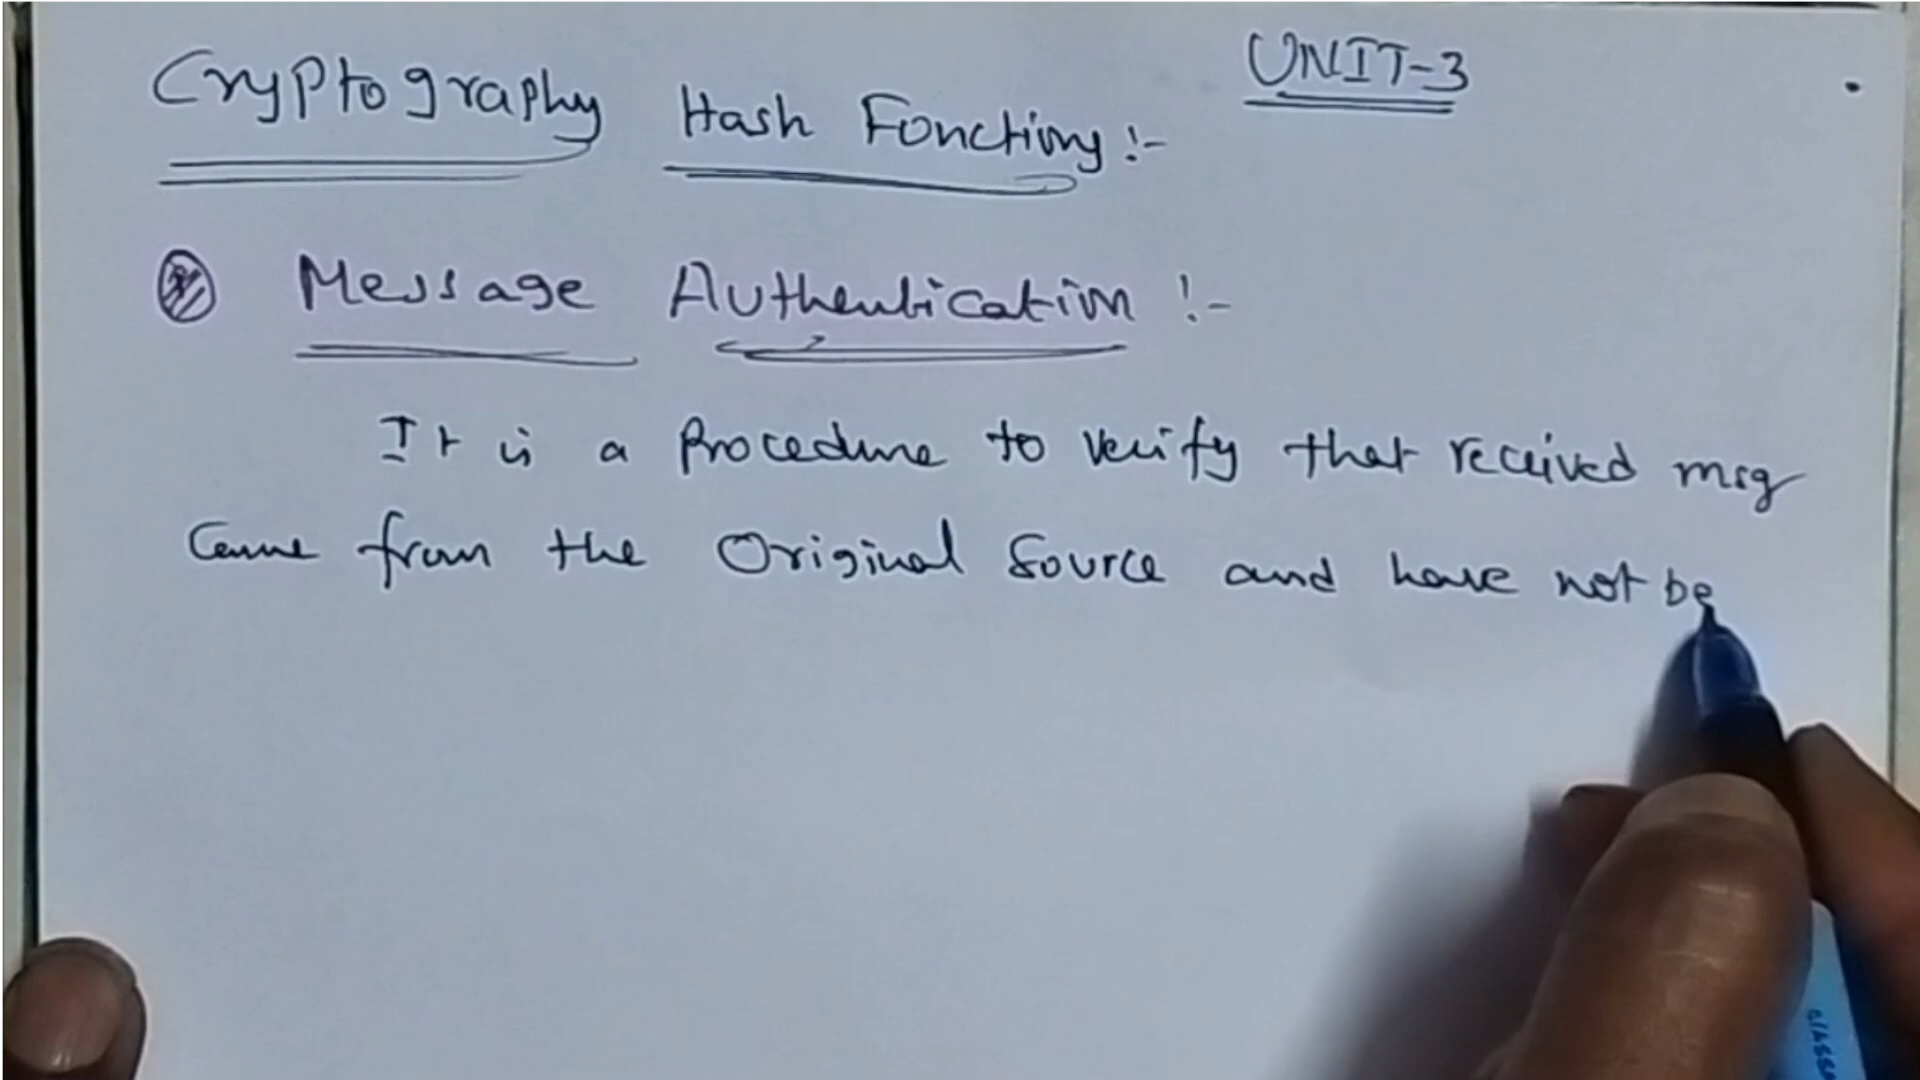 UNIT-3
Cryptography Hash Functions:-
Message Authentication :-
It is a Procedure to verify that received msg
Came from the Original Source and have not be